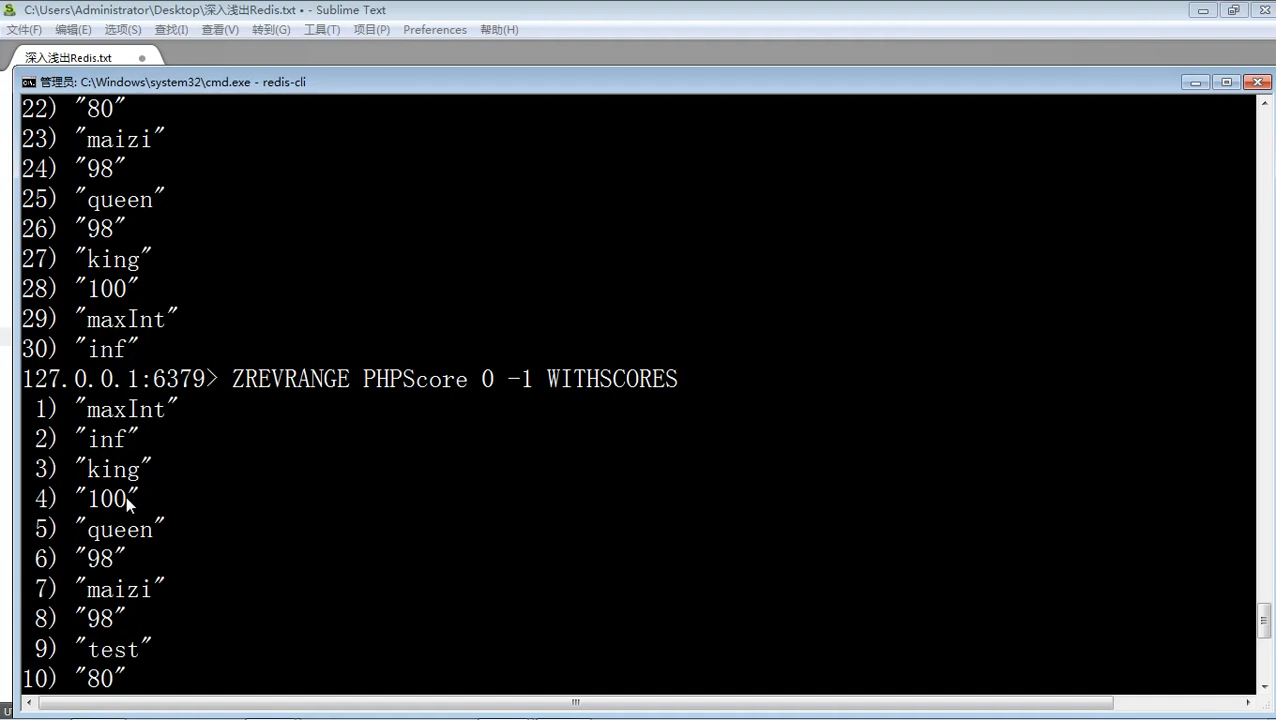 C:\Users\Administrator\Desktop\深入浅出Redis.txt • - Sublime Text
文件(F) 编辑(E) 选项(S) 查找(I) 查看(V) 转到(G) 工具(T) 项目(P) Preferences 帮助(H)
深入浅出Redis.txt
管理员: C:\Windows\system32\cmd.exe - redis-cli
22) "80"
23) "maizi"
24) "98"
25) "queen"
26) "98"
27) "king"
28) "100"
29) "maxInt"
30) "inf"
127.0.0.1:6379> ZREVRANGE PHPScore 0 -1 WITHSCORES
1) "maxInt"
2) "inf"
3) "king"
4) "100"
5) "queen"
6) "98"
7) "maizi"
8) "98"
9) "test"
10) "80"